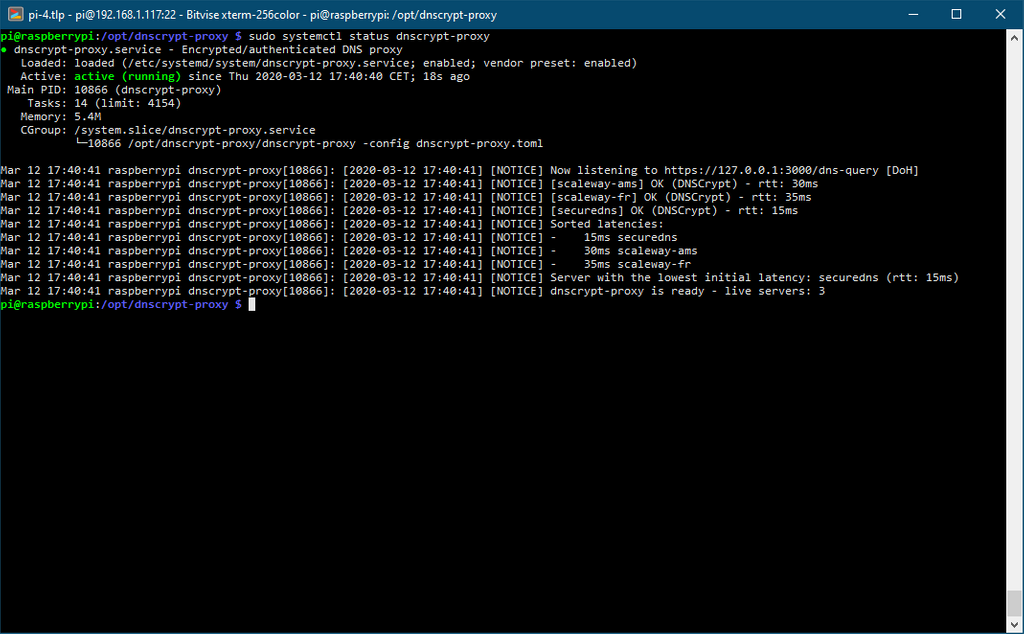 pi-4.tlp - pi@192.168.1.117:22 - Bitvise xterm-256color - pi@raspberrypi: /opt/dnscrypt-proxy
pi@raspberrypi:/opt/dnscrypt-proxy $ sudo systemctl status dnscrypt-proxy
● dnscrypt-proxy.service - Encrypted/authenticated DNS proxy
   Loaded: loaded (/etc/systemd/system/dnscrypt-proxy.service; enabled; vendor preset: enabled)
   Active: active (running) since Thu 2020-03-12 17:40:40 CET; 18s ago
 Main PID: 10866 (dnscrypt-proxy)
    Tasks: 14 (limit: 4154)
   Memory: 5.4M
   CGroup: /system.slice/dnscrypt-proxy.service
           └─10866 /opt/dnscrypt-proxy/dnscrypt-proxy -config dnscrypt-proxy.toml

Mar 12 17:40:41 raspberrypi dnscrypt-proxy[10866]: [2020-03-12 17:40:41] [NOTICE] Now listening to https://127.0.0.1:3000/dns-query [DoH]
Mar 12 17:40:41 raspberrypi dnscrypt-proxy[10866]: [2020-03-12 17:40:41] [NOTICE] [scaleway-ams] OK (DNSCrypt) - rtt: 30ms
Mar 12 17:40:41 raspberrypi dnscrypt-proxy[10866]: [2020-03-12 17:40:41] [NOTICE] [scaleway-fr] OK (DNSCrypt) - rtt: 35ms
Mar 12 17:40:41 raspberrypi dnscrypt-proxy[10866]: [2020-03-12 17:40:41] [NOTICE] [securedns] OK (DNSCrypt) - rtt: 15ms
Mar 12 17:40:41 raspberrypi dnscrypt-proxy[10866]: [2020-03-12 17:40:41] [NOTICE] Sorted latencies:
Mar 12 17:40:41 raspberrypi dnscrypt-proxy[10866]: [2020-03-12 17:40:41] [NOTICE] -    15ms securedns
Mar 12 17:40:41 raspberrypi dnscrypt-proxy[10866]: [2020-03-12 17:40:41] [NOTICE] -    30ms scaleway-ams
Mar 12 17:40:41 raspberrypi dnscrypt-proxy[10866]: [2020-03-12 17:40:41] [NOTICE] -    35ms scaleway-fr
Mar 12 17:40:41 raspberrypi dnscrypt-proxy[10866]: [2020-03-12 17:40:41] [NOTICE] Server with the lowest initial latency: securedns (rtt: 15ms)
Mar 12 17:40:41 raspberrypi dnscrypt-proxy[10866]: [2020-03-12 17:40:41] [NOTICE] dnscrypt-proxy is ready - live servers: 3
pi@raspberrypi:/opt/dnscrypt-proxy $